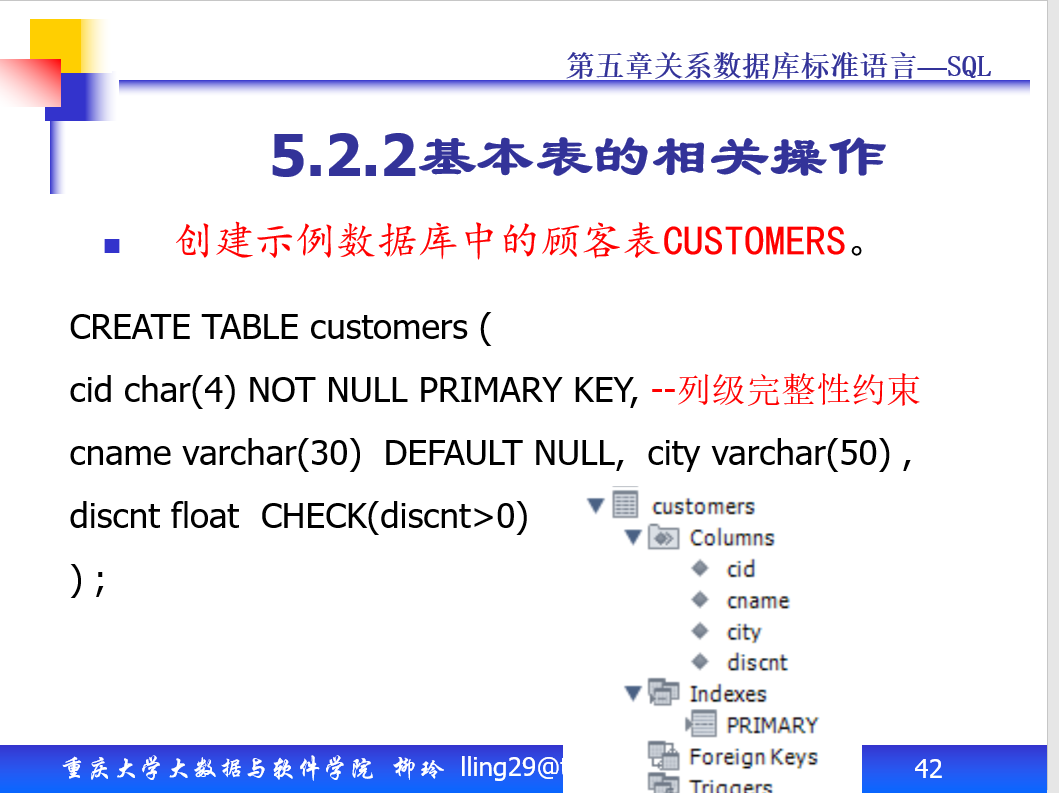 第五章关系数据库标准语言—SQL
5.2.2基本表的相关操作
创建示例数据库中的顾客表CUSTOMERS。
CREATE TABLE customers (
cid char(4) NOT NULL PRIMARY KEY, --列级完整性约束
cname varchar(30) DEFAULT NULL, city varchar(50) ,
discnt float CHECK(discnt>0)
) ;
customers
Columns
cid
cname
city
discnt
Indexes
PRIMARY
Foreign Keys
Triggers
重庆大学大数据与软件学院 柳玲 lling29@
42